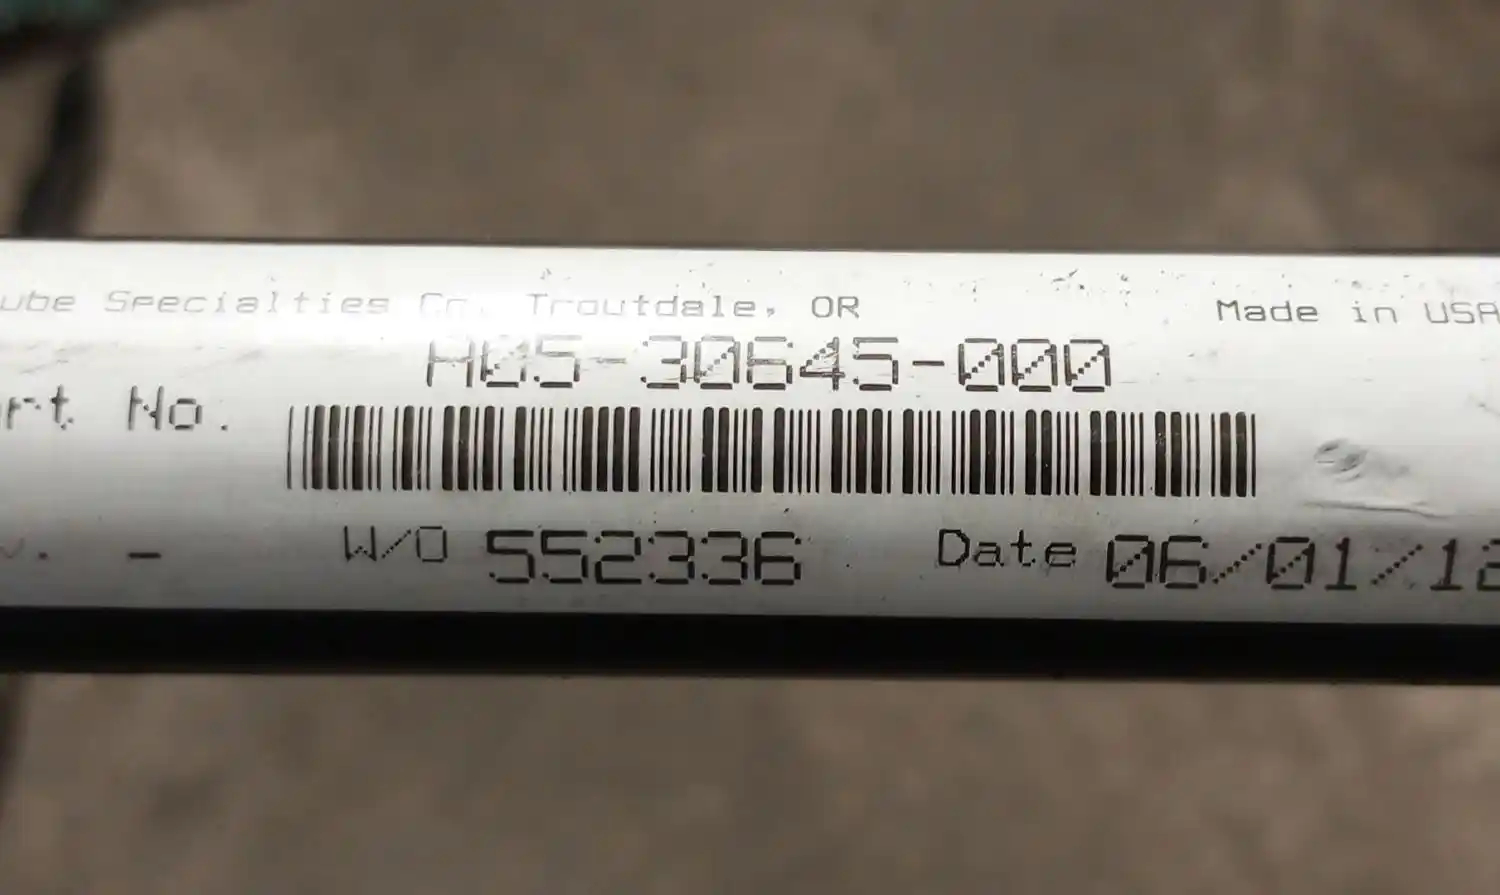 ube Specialties Co. Troutdale, OR Made in USA
A05-30645-000
rt No.
v. - W/O 552336 Date 06/01/12